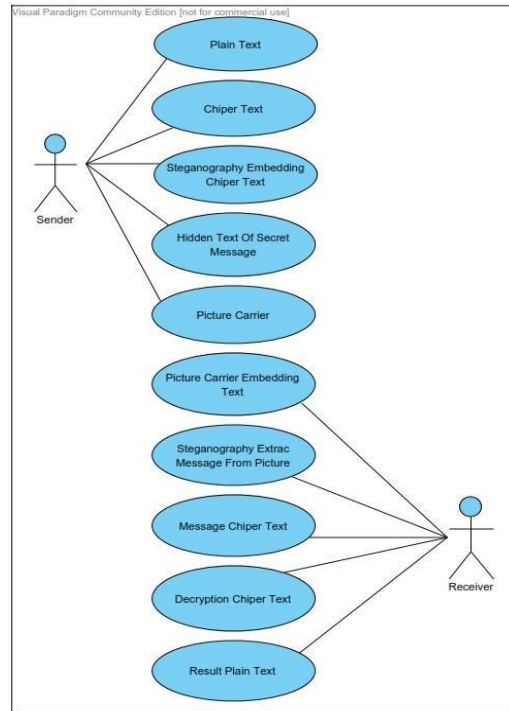 Visual Paradigm Community Edition [not for commercial use]
Plain Text
Chiper Text
Steganography Embedding
Chiper Text
Sender
Hidden Text Of Secret
Message
Picture Carrier
Picture Carrier Embedding
Text
Steganography Extrac
Message From Picture
Message Chiper Text
Receiver
Decryption Chiper Text
Result Plain Text